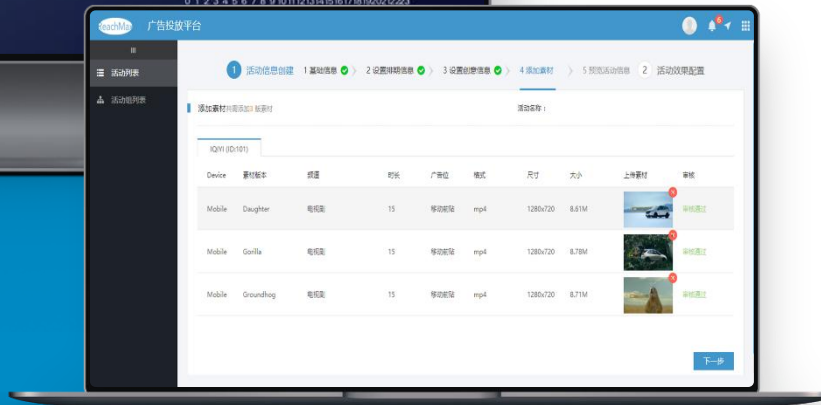 0 1 2 3 4 5 6 7 8 9 10 11 12 13 14 15 16 17 18 19 20 21 22 23
ReachMax 广告投放平台 6
活动列表
活动组列表
1 活动信息创建 1 基础信息 2 设置排期信息 3 设置创意信息 4 添加素材 5 预览活动信息 2 活动效果配置
添加素材共需添加3 版素材 活动名称：
IQIYI (ID:101)
Device 素材版本 频道 时长 广告位 格式 尺寸 大小 上传素材 审核
Mobile Daughter 电视剧 15 移动前贴 mp4 1280x720 8.61M 审核通过
Mobile Gorilla 电视剧 15 移动前贴 mp4 1280x720 8.78M 审核通过
Mobile Groundhog 电视剧 15 移动前贴 mp4 1280x720 8.71M 审核通过
下一步